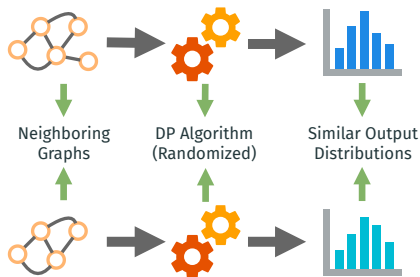 Neighboring
Graphs
DP Algorithm
(Randomized)
Similar Output
Distributions